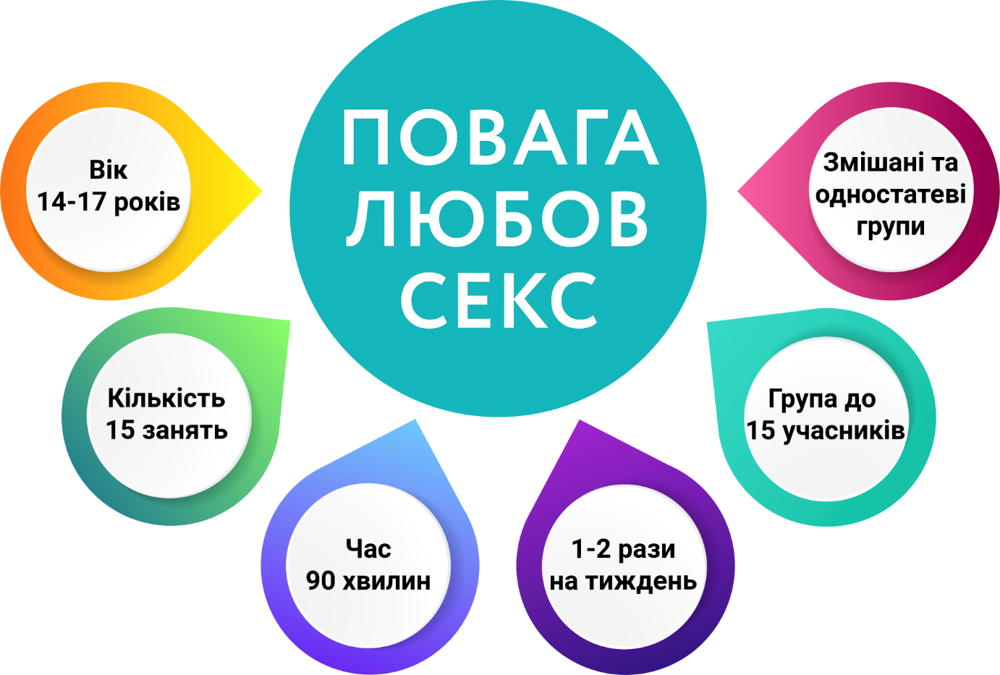 ПОВАГА
ЛЮБОВ
СЕКС
Вік
14-17 років
Кількість
15 занять
Час
90 хвилин
1-2 рази
на тиждень
Група до
15 учасників
Змішані та
одностатеві
групи